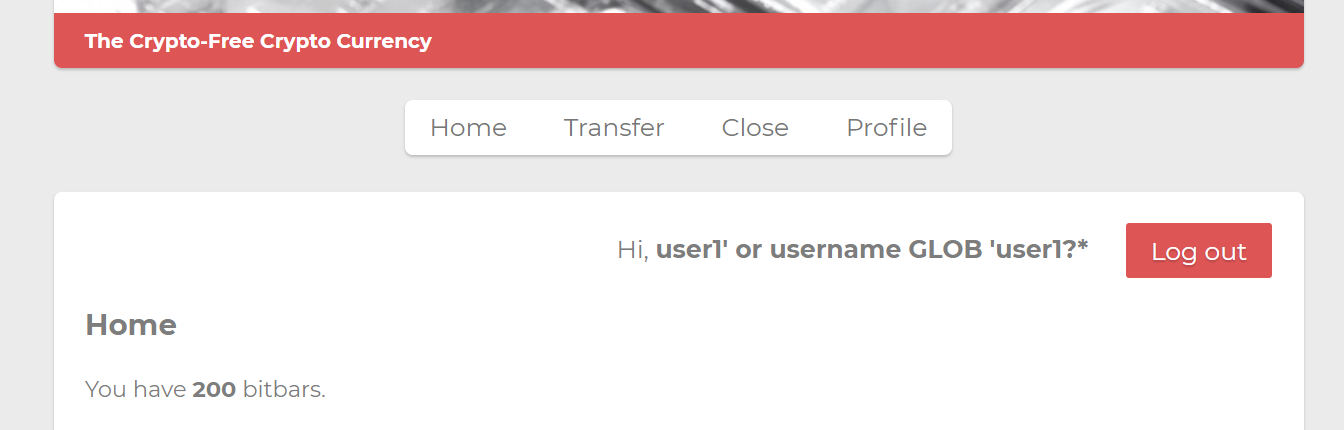 The Crypto-Free Crypto Currency
Home Transfer Close Profile
Hi, user1' or username GLOB 'user1?* Log out
Home
You have 200 bitbars.